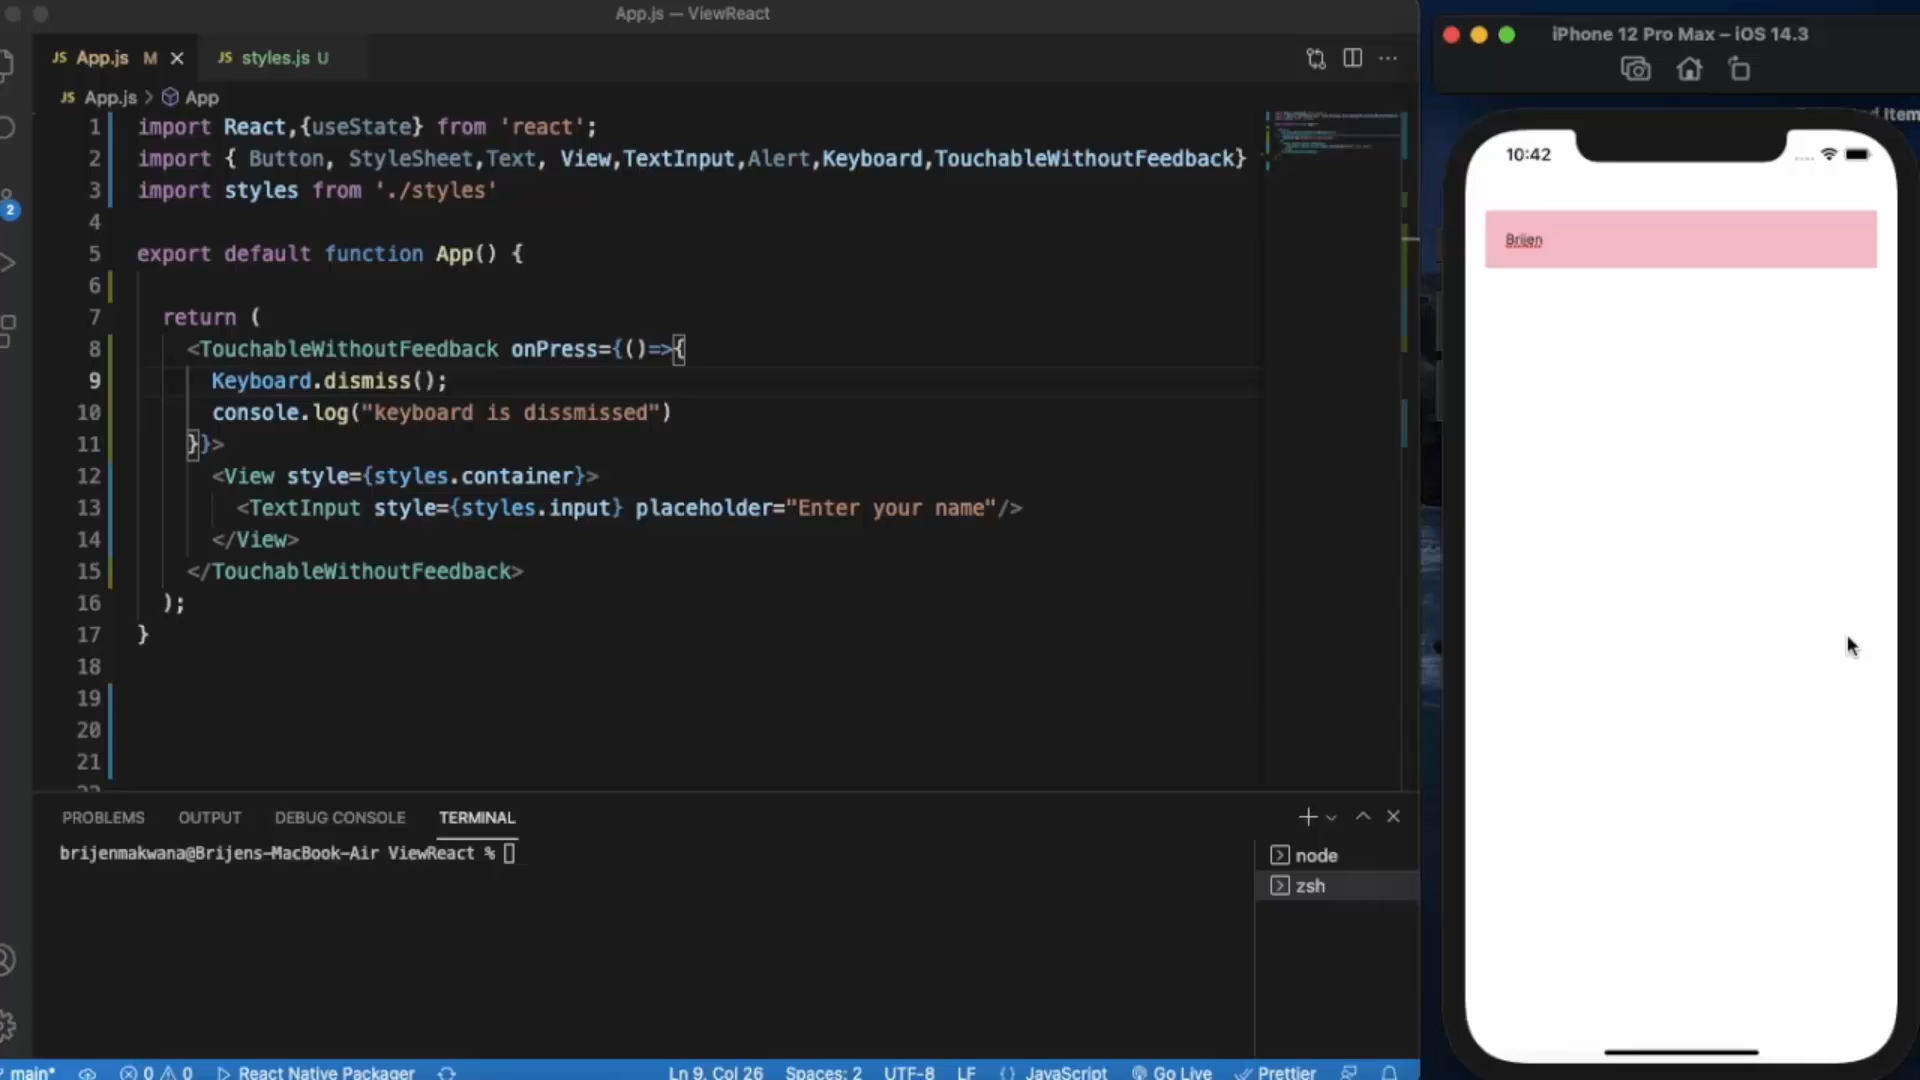 App.js — ViewReact
JS App.js M
JS styles.js U
JS App.js > App
1 import React,{useState} from 'react';
2 import { Button, StyleSheet,Text, View,TextInput,Alert,Keyboard,TouchableWithoutFeedback}
3 import styles from './styles'
4
5 export default function App() {
6
7 return (
8 <TouchableWithoutFeedback onPress={()=>{
9 Keyboard.dismiss();
10 console.log("keyboard is dissmissed")
11 }}>
12 <View style={styles.container}>
13 <TextInput style={styles.input} placeholder="Enter your name"/>
14 </View>
15 </TouchableWithoutFeedback>
16 );
17 }
18
19
20
21
2
PROBLEMS OUTPUT DEBUG CONSOLE TERMINAL
brijenmakwana@Brijens-MacBook-Air ViewReact %
node
zsh
main* 0 0 React Native Packager Ln 9, Col 26 Spaces: 2 UTF-8 LF JavaScript Go Live Prettier
iPhone 12 Pro Max – iOS 14.3
Item
10:42
Brijen